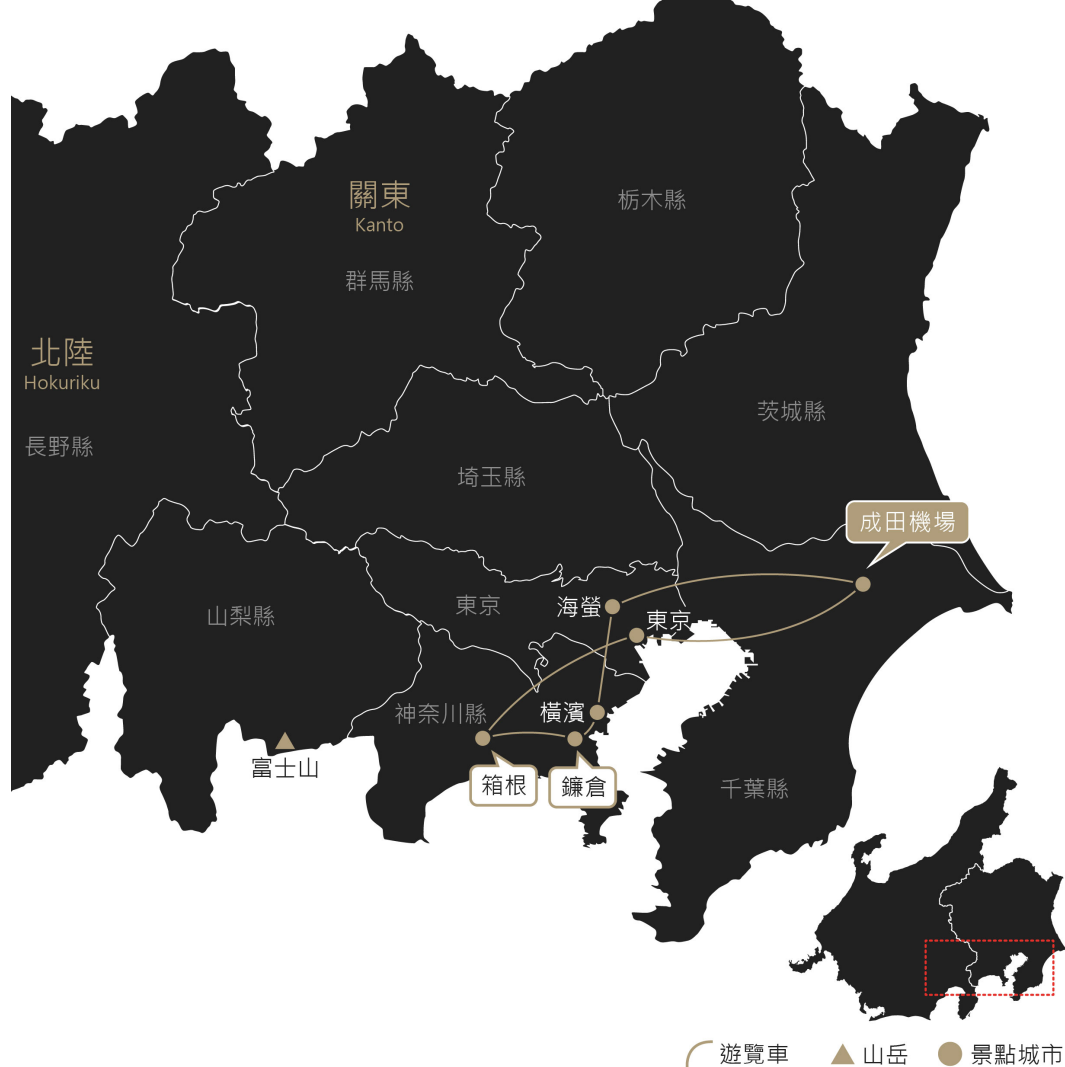 關東
Kanto
栃木縣
群馬縣
北陸
Hokuriku
長野縣
茨城縣
埼玉縣
成田機場
山梨縣
東京
海螢
東京
神奈川縣
橫濱
富士山
箱根
鐮倉
千葉縣
遊覽車
山岳
景點城市